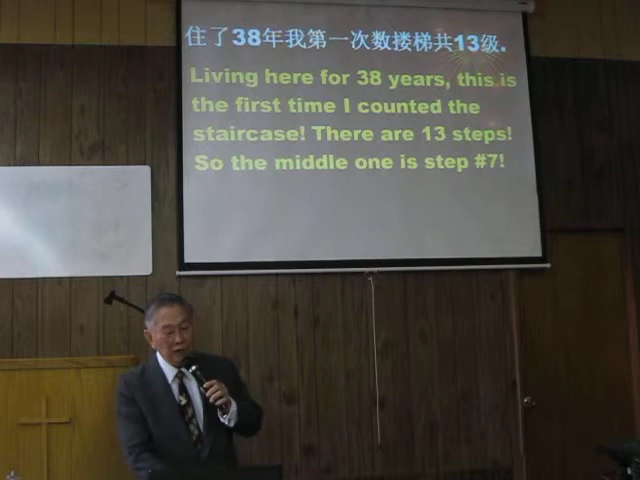 住了38年我第一次数楼梯共13级.
Living here for 38 years, this is
the first time I counted the
staircase! There are 13 steps!
So the middle one is step #7!